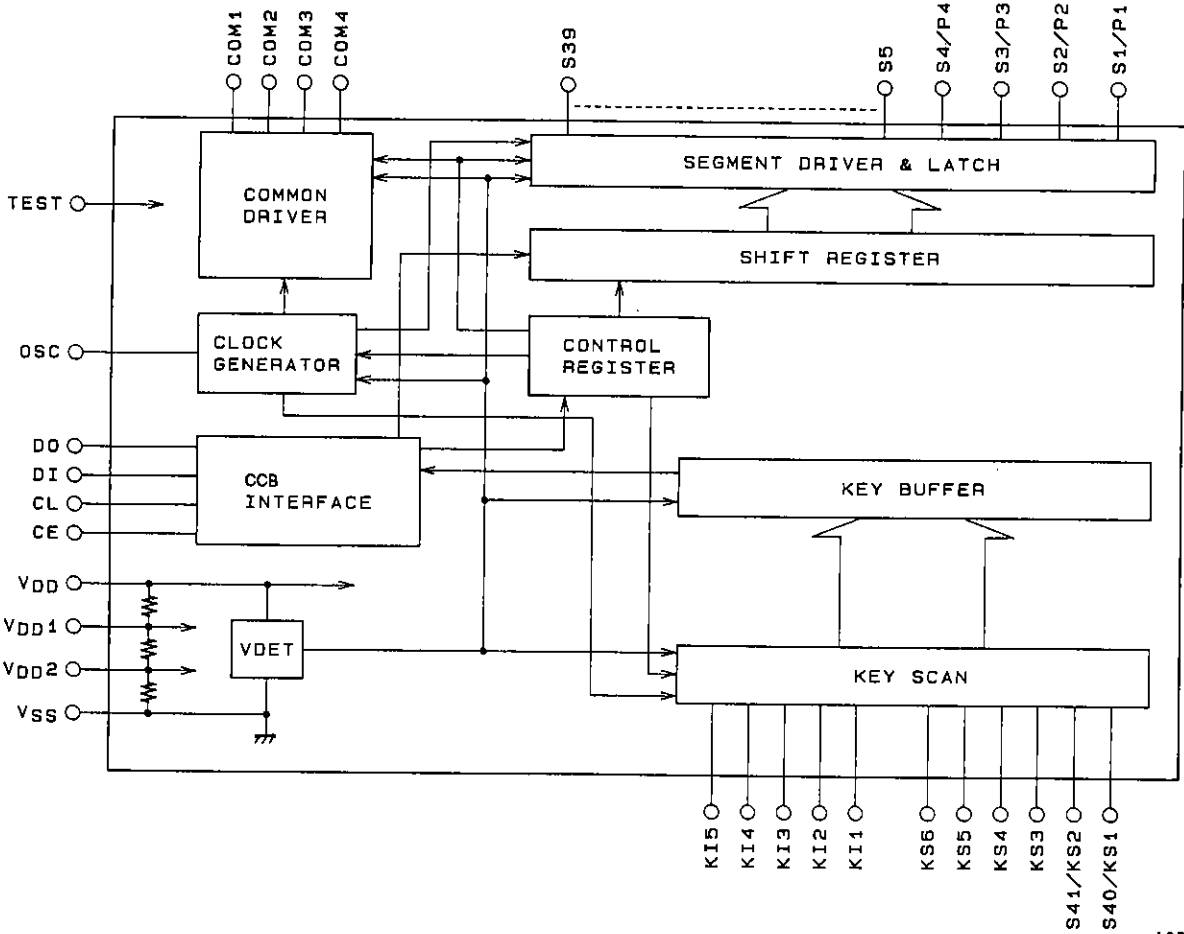 COM1
COM2
COM3
COM4
S39
S5
S4/P4
S3/P3
S2/P2
S1/P1
TEST
COMMON
DRIVER
SEGMENT DRIVER & LATCH
SHIFT REGISTER
OSC
CLOCK
GENERATOR
CONTROL
REGISTER
DO
DI
CL
CE
CCB
INTERFACE
KEY BUFFER
VDD
VDD1
VDD2
VSS
VDET
KEY SCAN
KI5
KI4
KI3
KI2
KI1
KS6
KS5
KS4
KS3
S41/KS2
S40/KS1